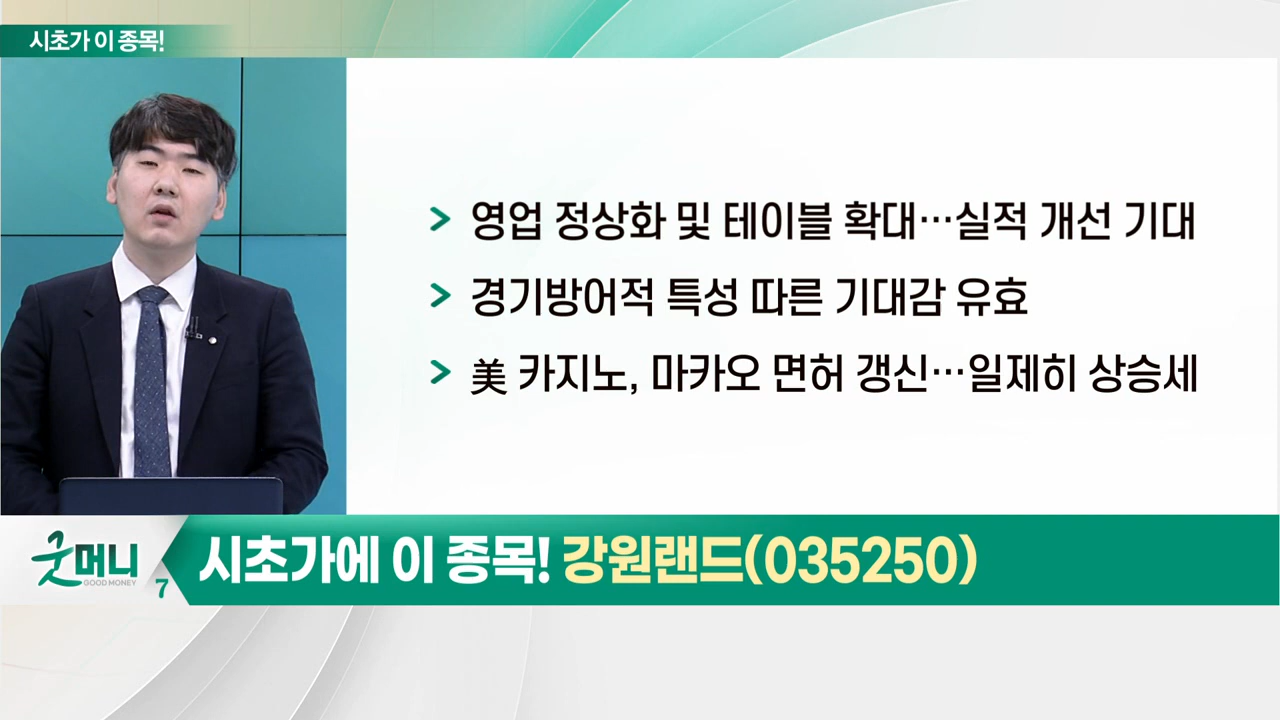 시초가 이 종목!
> 영업 정상화 및 테이블 확대…실적 개선 기대
> 경기방어적 특성 따른 기대감 유효
> 美 카지노, 마카오 면허 갱신…일제히 상승세
굿머니
GOOD MONEY
7
시초가에 이 종목! 강원랜드(035250)